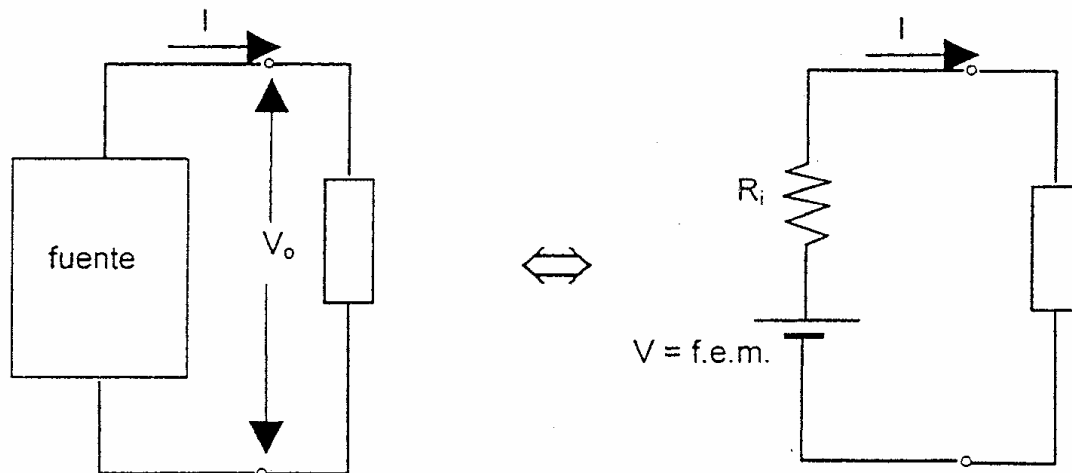 I
I
fuente
V₀
Rᵢ
V = f.e.m.